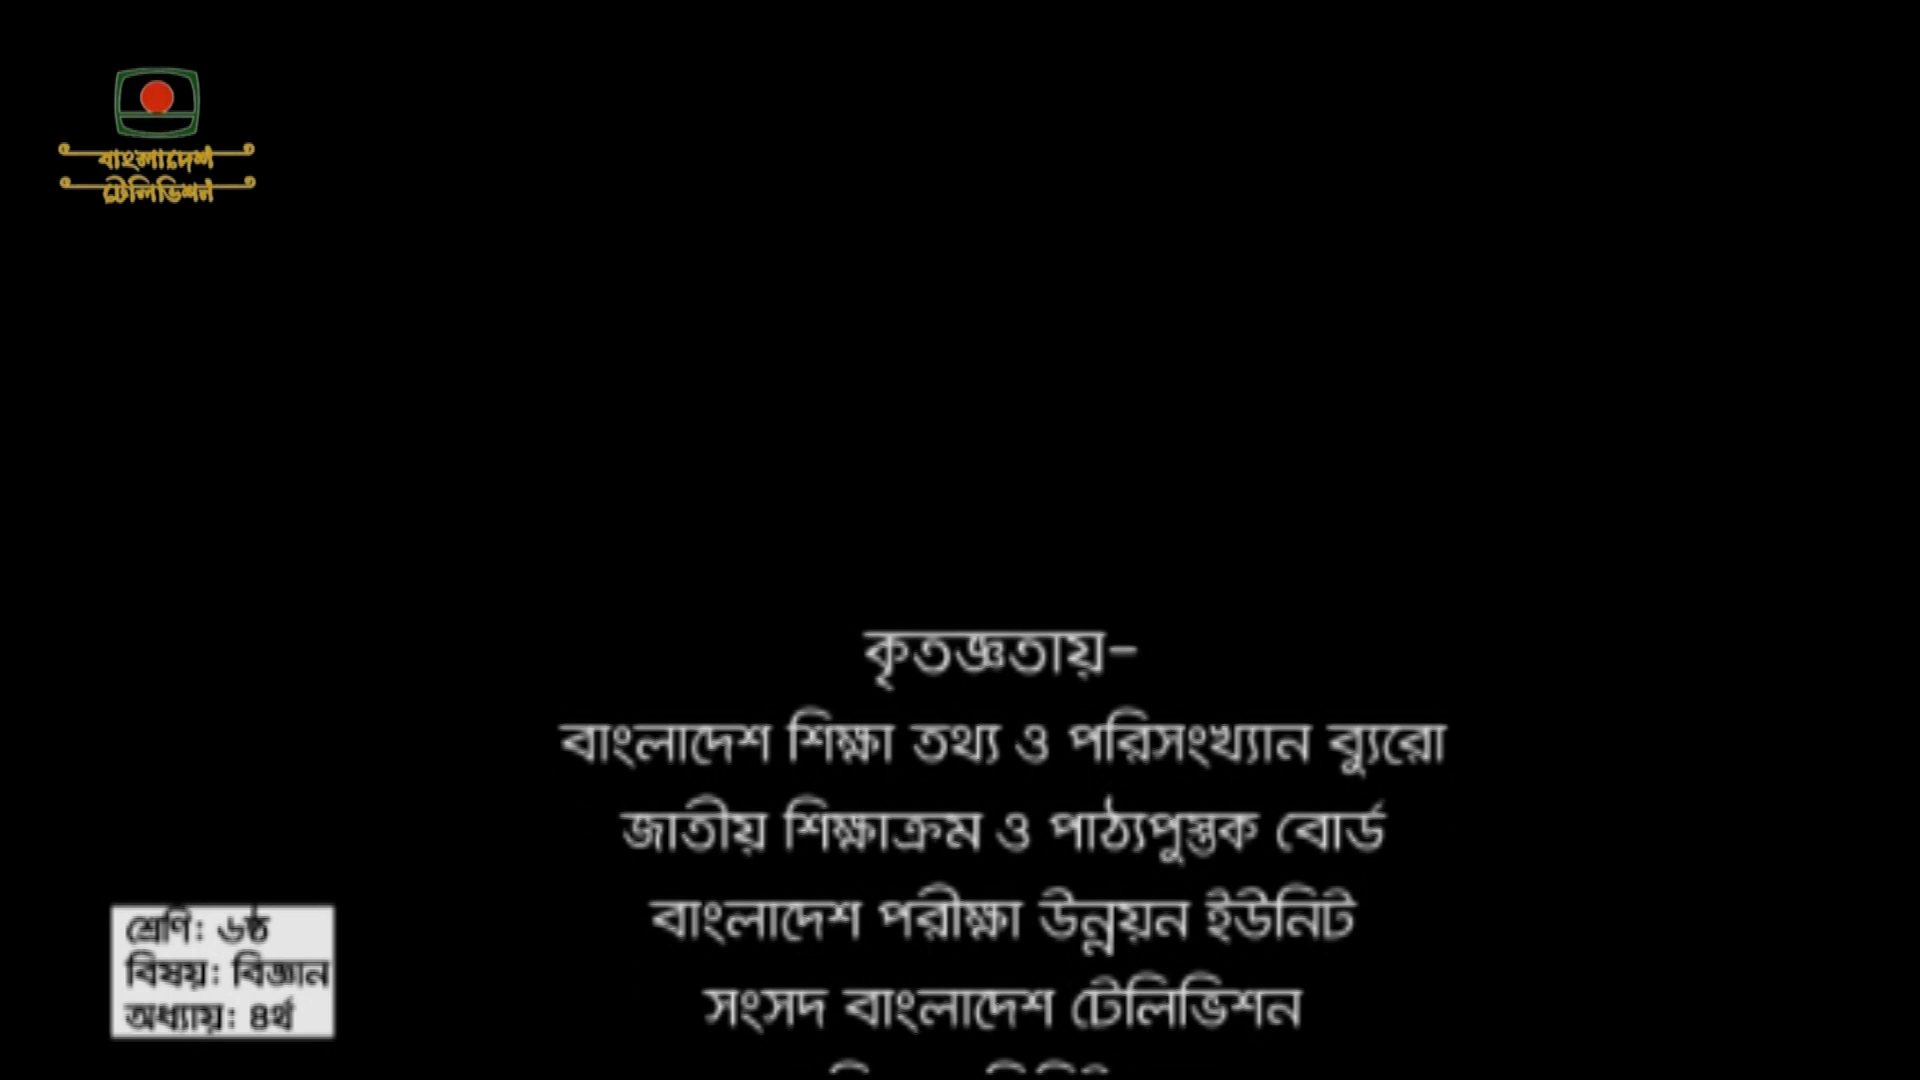 বাংলাদেশ
টেলিভিশন
কৃতজ্ঞতায়-
বাংলাদেশ শিক্ষা তথ্য ও পরিসংখ্যান ব্যুরো
জাতীয় শিক্ষাক্রম ও পাঠ্যপুস্তক বোর্ড
বাংলাদেশ পরীক্ষা উন্নয়ন ইউনিট
সংসদ বাংলাদেশ টেলিভিশন
শ্রেণি: ৬ষ্ঠ
বিষয়: বিজ্ঞান
অধ্যায়: ৪র্থ